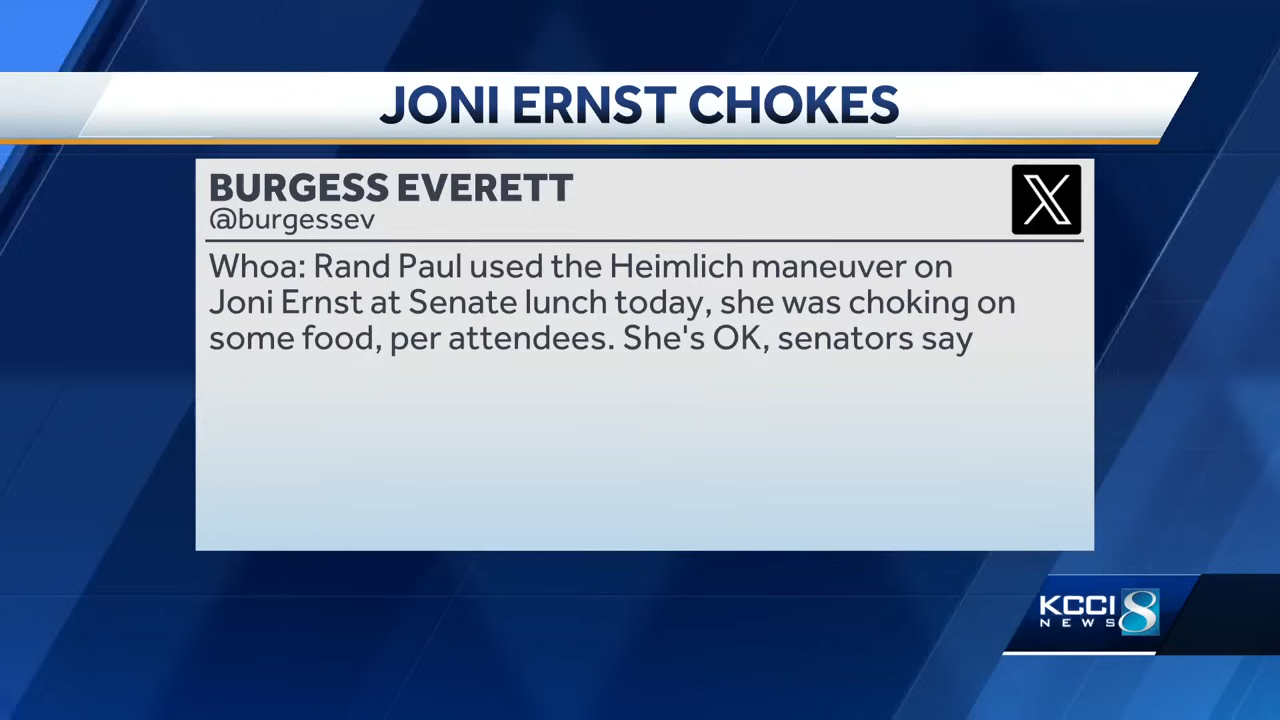 JONI ERNST CHOKES
BURGESS EVERETT
@burgessev
X
Whoa: Rand Paul used the Heimlich maneuver on
Joni Ernst at Senate lunch today, she was choking on
some food, per attendees. She's OK, senators say
KCCI 8
NEWS